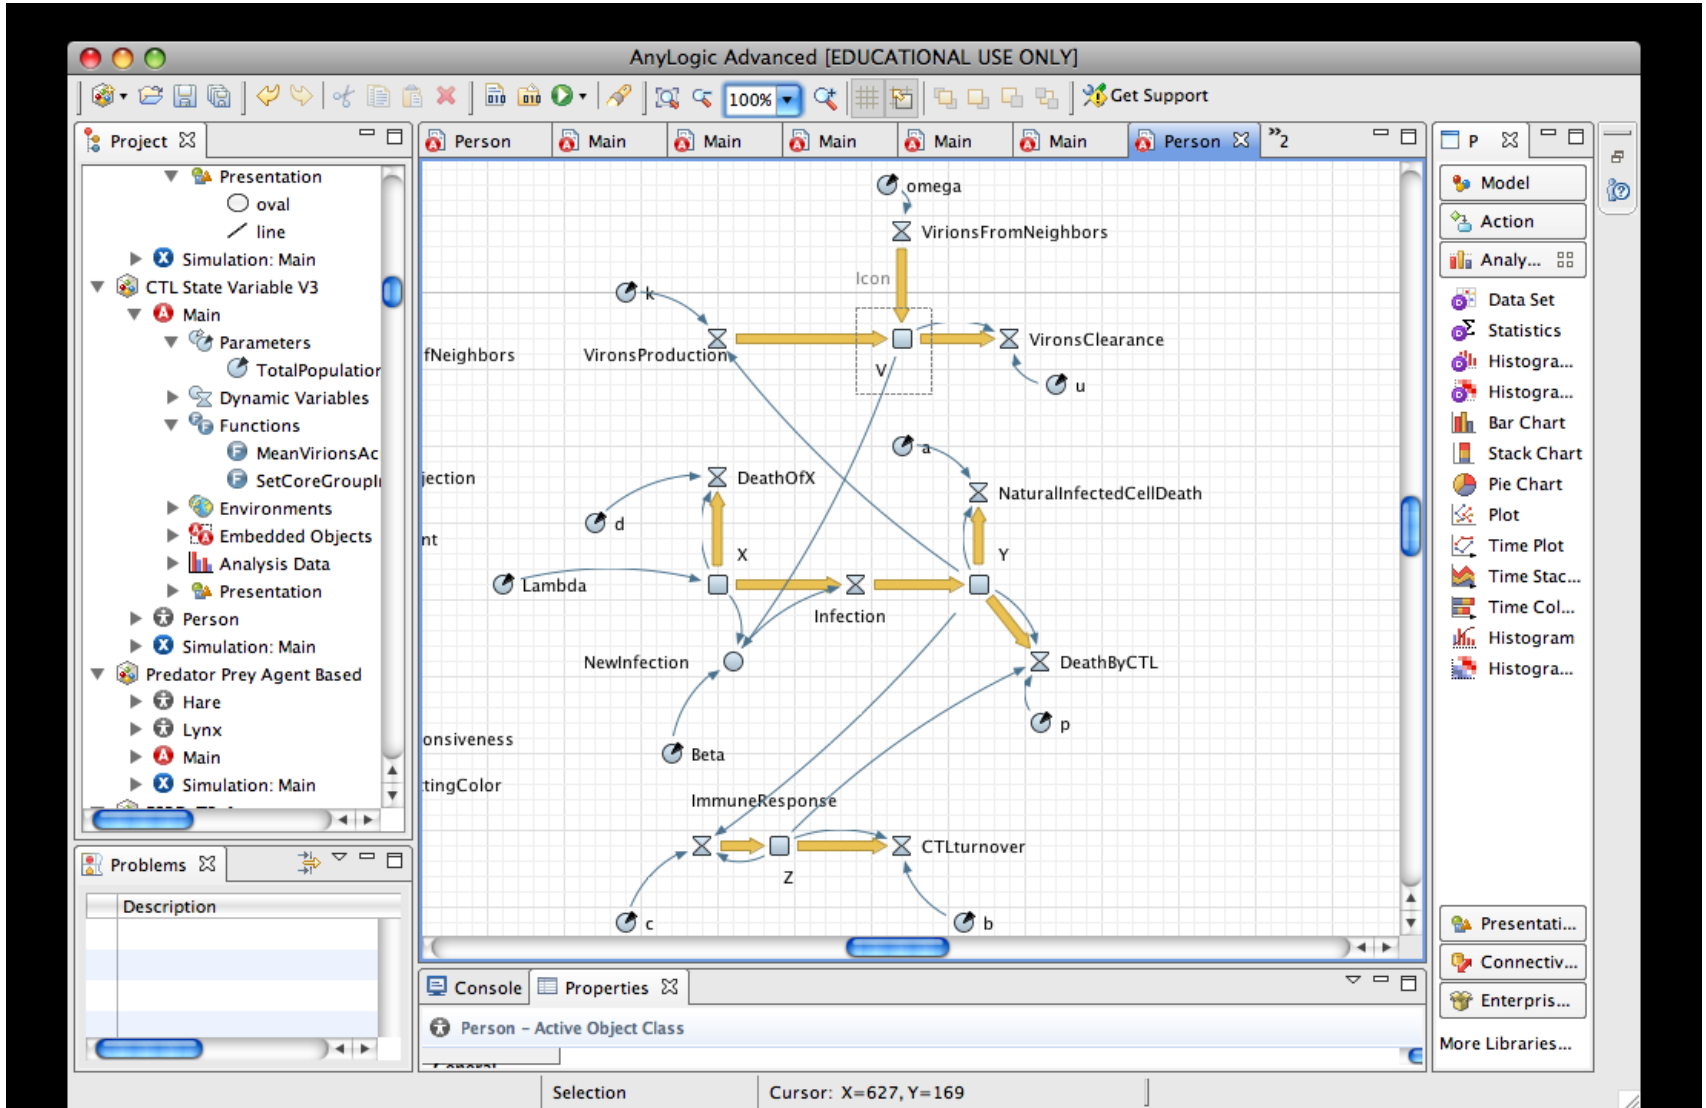 AnyLogic Advanced [EDUCATIONAL USE ONLY]
100%
Get Support
Project
Presentation
oval
line
Simulation: Main
CTL State Variable V3
Main
Parameters
TotalPopulation
Dynamic Variables
Functions
MeanVirionsAc
SetCoreGroupI
Environments
Embedded Objects
Analysis Data
Presentation
Person
Simulation: Main
Predator Prey Agent Based
Hare
Lynx
Main
Simulation: Main
Problems
Description
Person
Main
Main
Main
Main
Main
Person
»2
omega
VirionsFromNeighbors
Icon
k
fNeighbors
VironsProduction
V
VironsClearance
u
a
jection
DeathOfX
NaturalInfectedCellDeath
d
nt
X
Y
Lambda
Infection
NewInfection
DeathByCTL
p
onsiveness
Beta
tingColor
ImmuneResponse
CTLturnover
Z
c
b
Console
Properties
Person - Active Object Class
P
Model
Action
Analy...
Data Set
Statistics
Histogra...
Histogra...
Bar Chart
Stack Chart
Pie Chart
Plot
Time Plot
Time Stac...
Time Col...
Histogram
Histogra...
Presentati...
Connectiv...
Enterpris...
More Libraries...
Selection
Cursor: X=627, Y=169